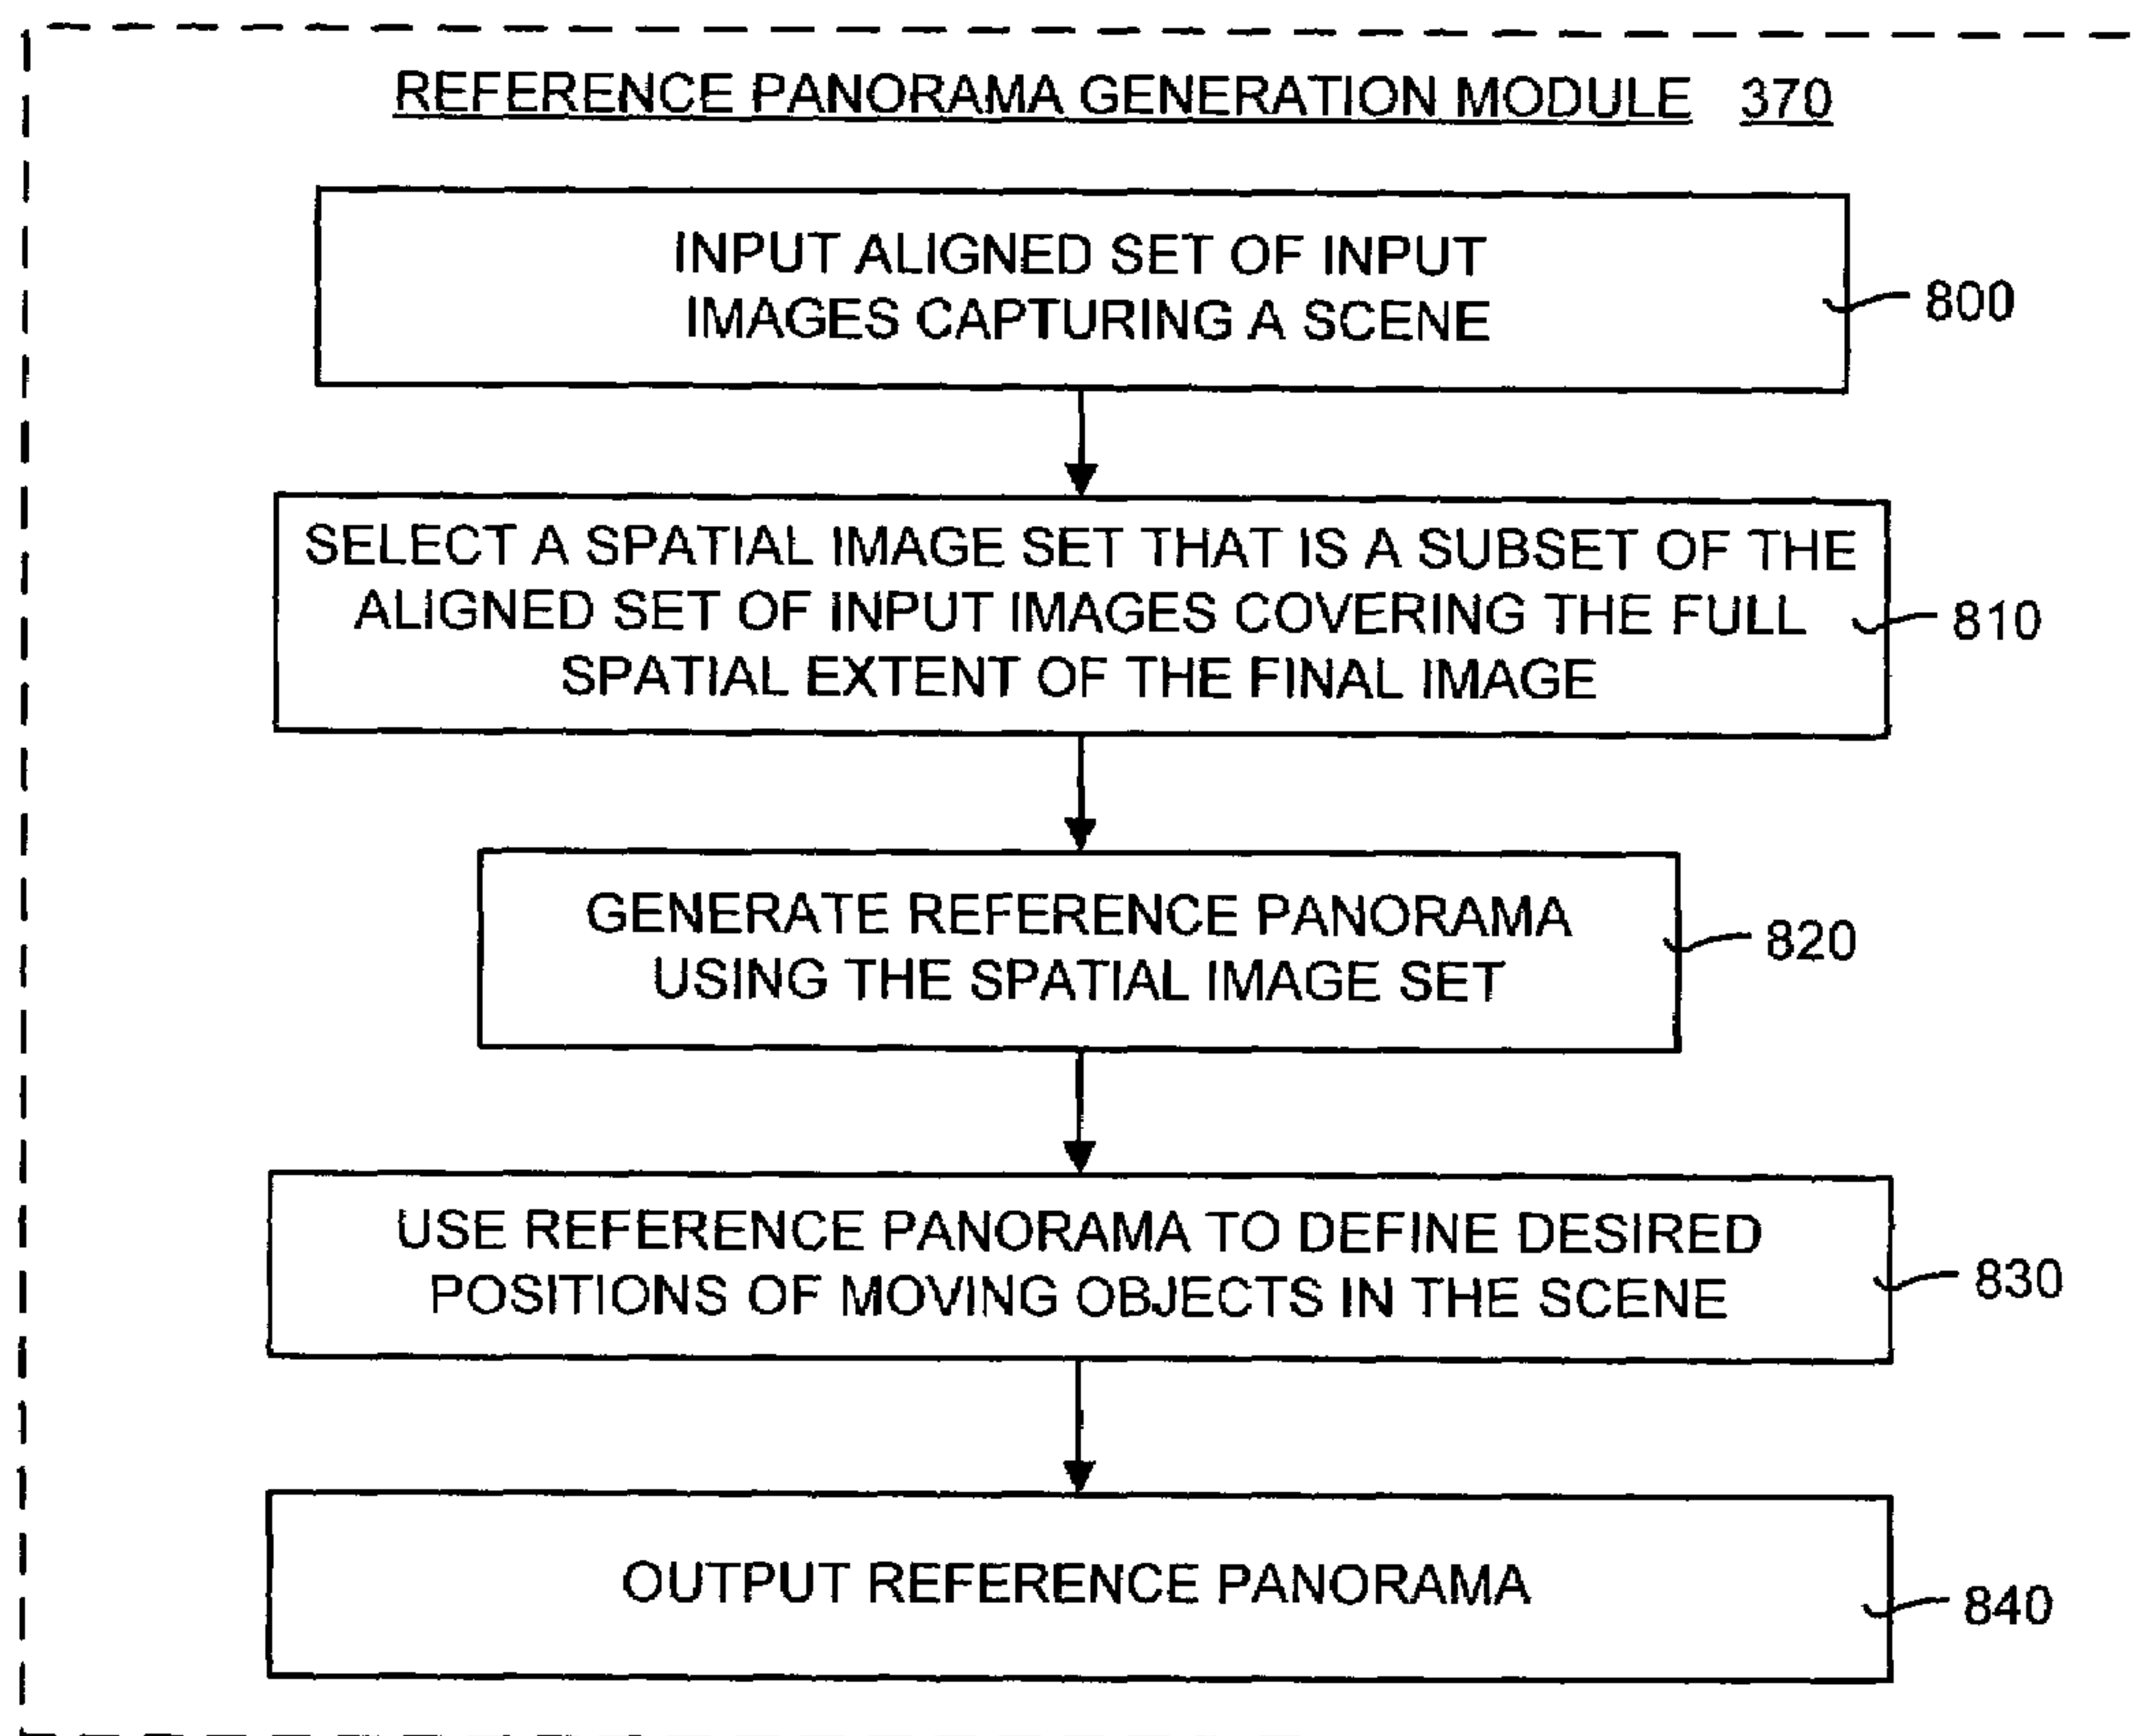 REFERENCE PANORAMA GENERATION MODULE 370
INPUT ALIGNED SET OF INPUT
IMAGES CAPTURING A SCENE
800
SELECT A SPATIAL IMAGE SET THAT IS A SUBSET OF THE
ALIGNED SET OF INPUT IMAGES COVERING THE FULL
SPATIAL EXTENT OF THE FINAL IMAGE
810
GENERATE REFERENCE PANORAMA
USING THE SPATIAL IMAGE SET
820
USE REFERENCE PANORAMA TO DEFINE DESIRED
POSITIONS OF MOVING OBJECTS IN THE SCENE
830
OUTPUT REFERENCE PANORAMA
840